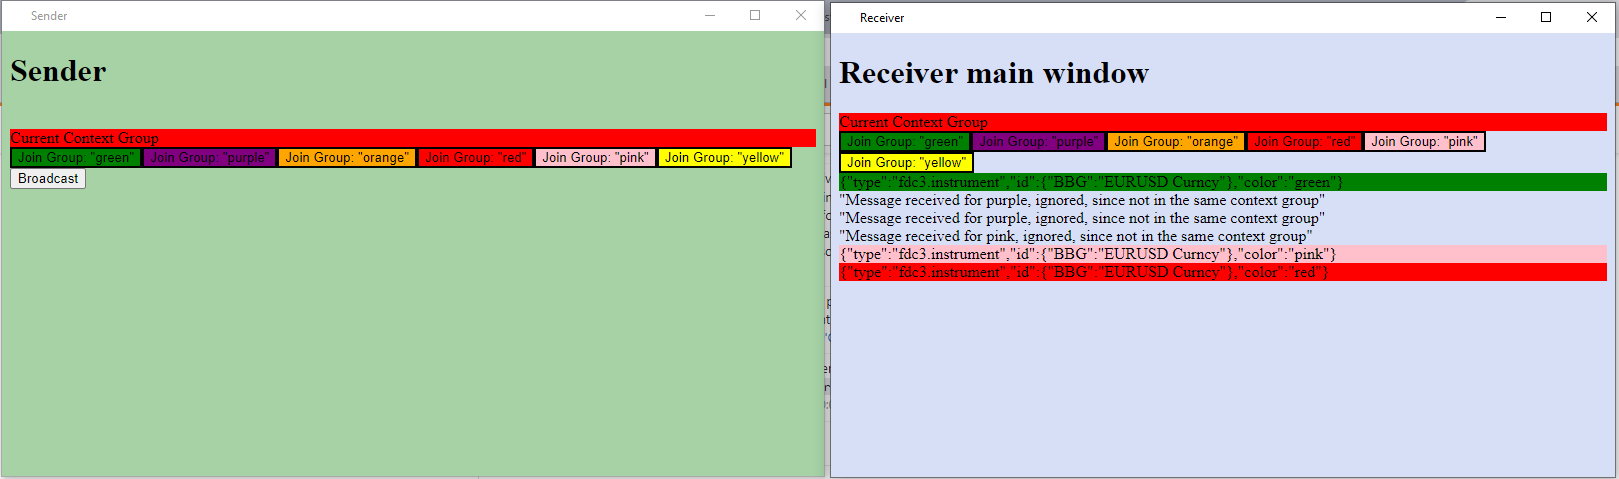 Sender
Sender
Current Context Group
Join Group: "green" Join Group: "purple" Join Group: "orange" Join Group: "red" Join Group: "pink" Join Group: "yellow"
Broadcast
Receiver
Receiver main window
Current Context Group
Join Group: "green" Join Group: "purple" Join Group: "orange" Join Group: "red" Join Group: "pink"
Join Group: "yellow"
{"type":"fdc3.instrument","id":{"BBG":"EURUSD Curncy"},"color":"green"}
"Message received for purple, ignored, since not in the same context group"
"Message received for purple, ignored, since not in the same context group"
"Message received for pink, ignored, since not in the same context group"
{"type":"fdc3.instrument","id":{"BBG":"EURUSD Curncy"},"color":"pink"}
{"type":"fdc3.instrument","id":{"BBG":"EURUSD Curncy"},"color":"red"}